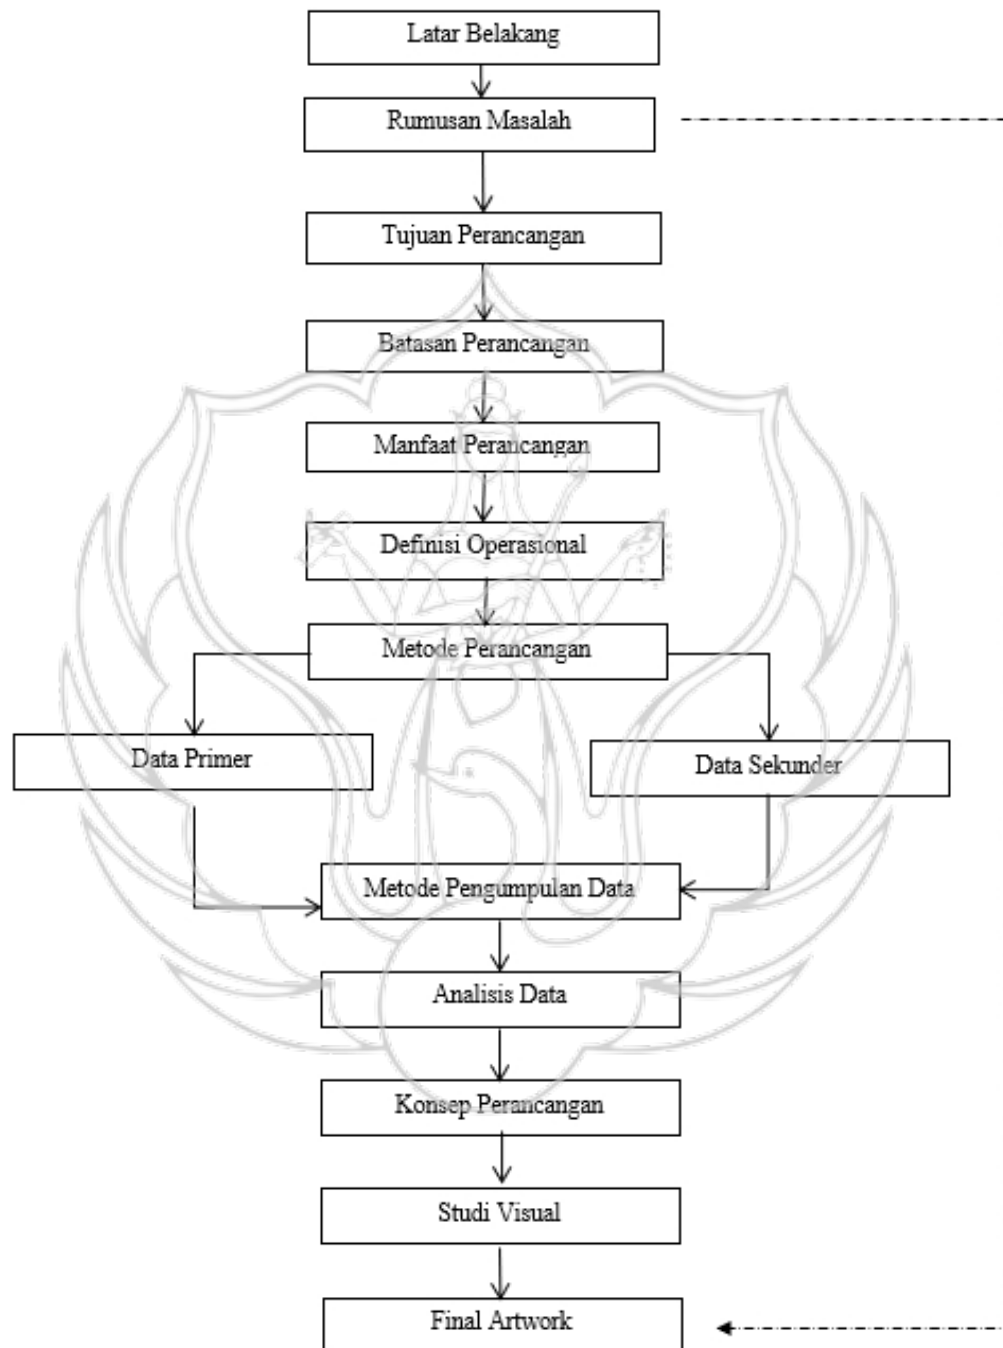 Latar Belakang
Rumusan Masalah
Tujuan Perancangan
Batasan Perancangan
Manfaat Perancangan
Definisi Operasional
Metode Perancangan
Data Primer
Data Sekunder
Metode Pengumpulan Data
Analisis Data
Konsep Perancangan
Studi Visual
Final Artwork